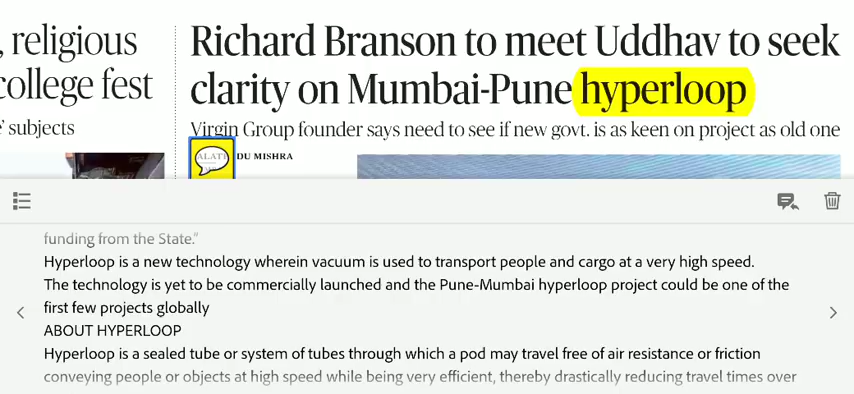 , religious
college fest
' subjects
Richard Branson to meet Uddhav to seek
clarity on Mumbai-Pune hyperloop
Virgin Group founder says need to see if new govt. is as keen on project as old one
DU MISHRA
funding from the State."
Hyperloop is a new technology wherein vacuum is used to transport people and cargo at a very high speed.
The technology is yet to be commercially launched and the Pune-Mumbai hyperloop project could be one of the
first few projects globally
ABOUT HYPERLOOP
Hyperloop is a sealed tube or system of tubes through which a pod may travel free of air resistance or friction
conveying people or objects at high speed while being very efficient, thereby drastically reducing travel times over